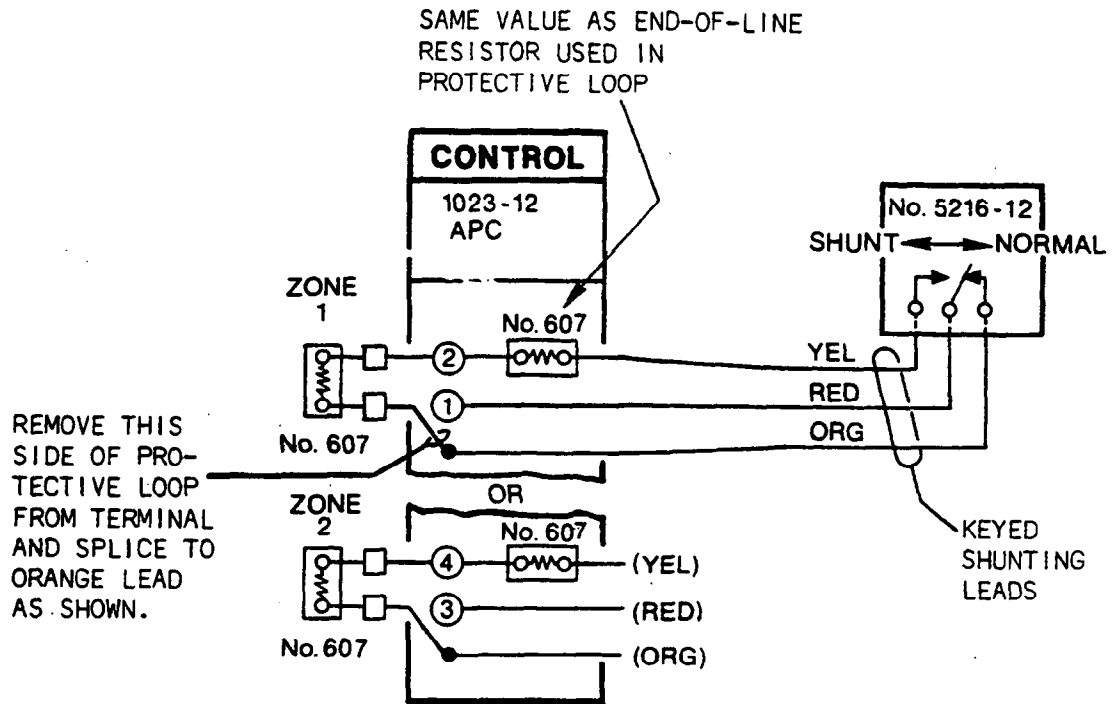 SAME VALUE AS END-OF-LINE
RESISTOR USED IN
PROTECTIVE LOOP
CONTROL
1023-12
APC
No. 5216-12
SHUNT NORMAL
ZONE
1
No. 607
2
YEL
1
RED
ORG
No. 607
REMOVE THIS
SIDE OF PRO-
TECTIVE LOOP
FROM TERMINAL
AND SPLICE TO
ORANGE LEAD
AS SHOWN.
OR
ZONE
2
No. 607
4
(YEL)
3
(RED)
(ORG)
No. 607
KEYED
SHUNTING
LEADS